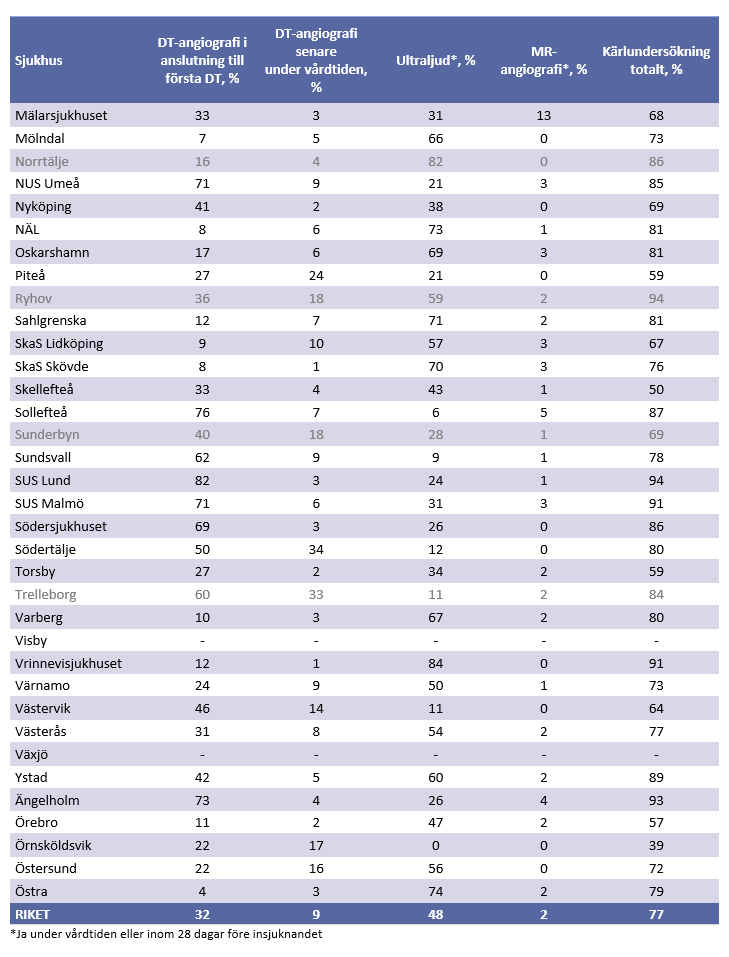 Sjukhus DT-angiografi i anslutning till första DT, % DT-angiografi senare under vårdtiden, % Ultraljud*, % MR-angiografi*, % Kärlundersökning totalt, %
Mälarsjukhuset 33 3 31 13 68
Mölndal 7 5 66 0 73
Norrtälje 16 4 82 0 86
NUS Umeå 71 9 21 3 85
Nyköping 41 2 38 0 69
NÄL 8 6 73 1 81
Oskarshamn 17 6 69 3 81
Piteå 27 24 21 0 59
Ryhov 36 18 59 2 94
Sahlgrenska 12 7 71 2 81
SkaS Lidköping 9 10 57 3 67
SkaS Skövde 8 1 70 3 76
Skellefteå 33 4 43 1 50
Sollefteå 76 7 6 5 87
Sunderbyn 40 18 28 1 69
Sundsvall 62 9 9 1 78
SUS Lund 82 3 24 1 94
SUS Malmö 71 6 31 3 91
Södersjukhuset 69 3 26 0 86
Södertälje 50 34 12 0 80
Torsby 27 2 34 2 59
Trelleborg 60 33 11 2 84
Varberg 10 3 67 2 80
Visby - - - - -
Vrinnevisjukhuset 12 1 84 0 91
Värnamo 24 9 50 1 73
Västervik 46 14 11 0 64
Västerås 31 8 54 2 77
Växjö - - - - -
Ystad 42 5 60 2 89
Ängelholm 73 4 26 4 93
Örebro 11 2 47 2 57
Örnsköldsvik 22 17 0 0 39
Östersund 22 16 56 0 72
Östra 4 3 74 2 79
RIKET 32 9 48 2 77
*Ja under vårdtiden eller inom 28 dagar före insjuknandet